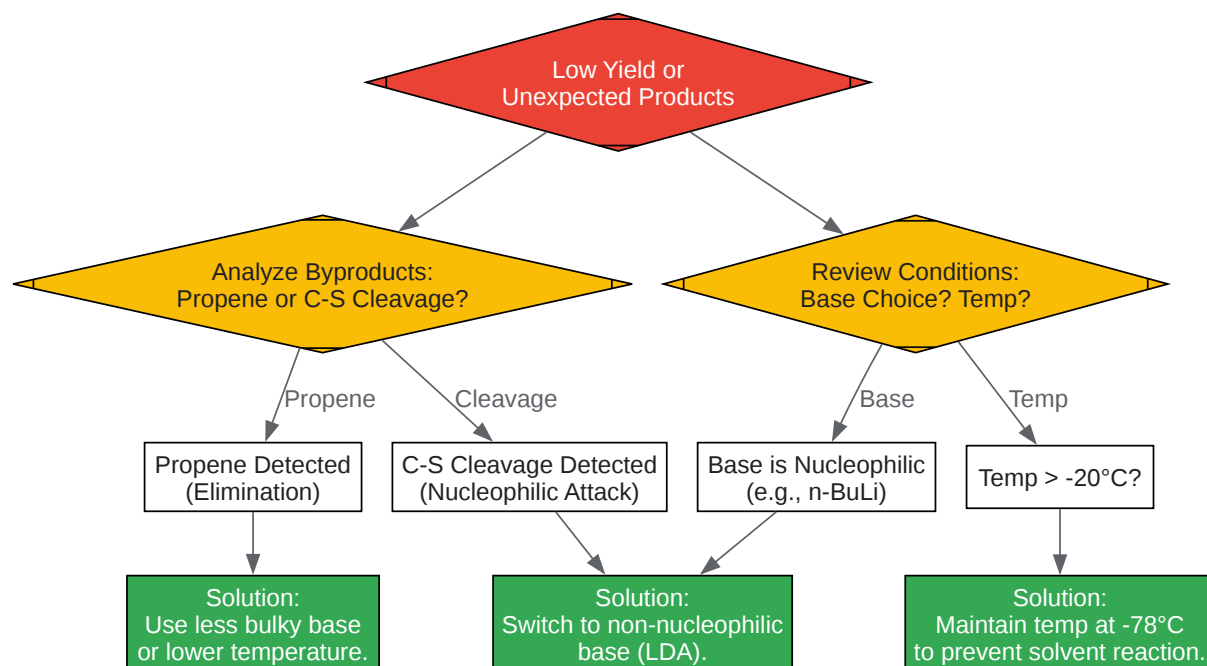 Low Yield or
Unexpected Products
Analyze Byproducts:
Propene or C-S Cleavage?
Review Conditions:
Base Choice? Temp?
Propene
Cleavage
Base
Temp
Propene Detected
(Elimination)
C-S Cleavage Detected
(Nucleophilic Attack)
Base is Nucleophilic
(e.g., n-BuLi)
Temp > -20°C?
Solution:
Use less bulky base
or lower temperature.
Solution:
Switch to non-nucleophilic
base (LDA).
Solution:
Maintain temp at -78°C
to prevent solvent reaction.